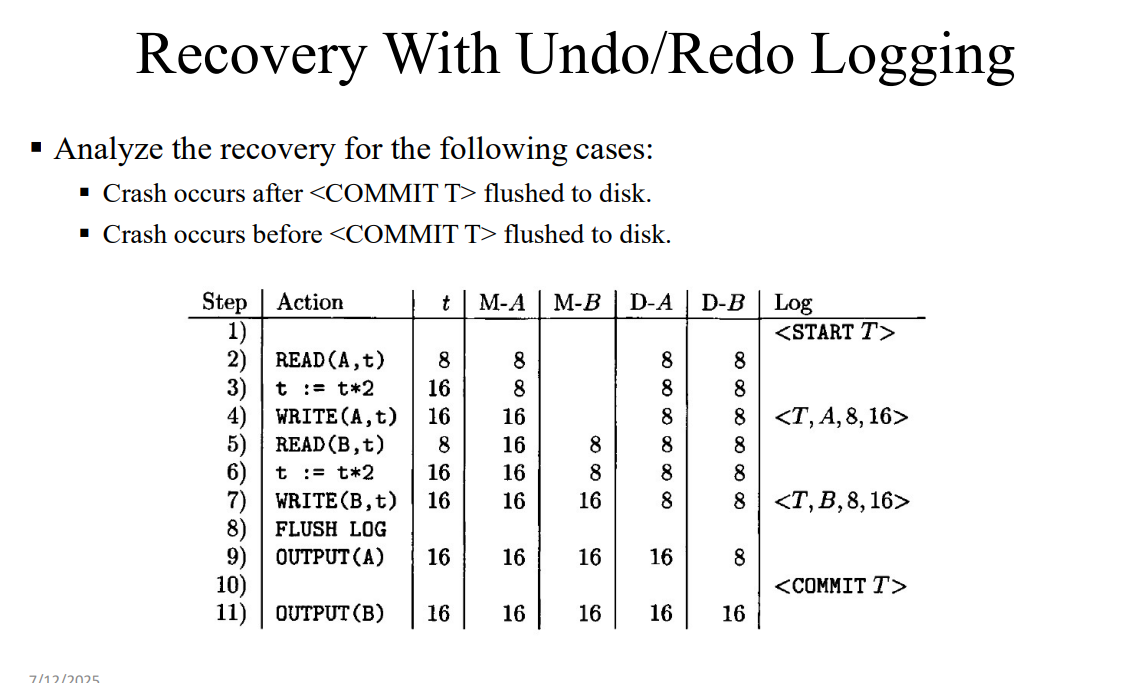 Recovery With Undo/Redo Logging
▪ Analyze the recovery for the following cases:
▪ Crash occurs after <COMMIT T> flushed to disk.
▪ Crash occurs before <COMMIT T> flushed to disk.
Step Action t M-A M-B D-A D-B Log
1) <START T>
2) READ(A,t) 8 8 8 8
3) t := t*2 16 8 8 8
4) WRITE(A,t) 16 16 8 8 <T, A, 8, 16>
5) READ(B,t) 8 16 8 8 8
6) t := t*2 16 16 8 8 8
7) WRITE(B,t) 16 16 16 8 8 <T, B, 8, 16>
8) FLUSH LOG
9) OUTPUT(A) 16 16 16 16 8
10) <COMMIT T>
11) OUTPUT(B) 16 16 16 16 16
7/12/2025